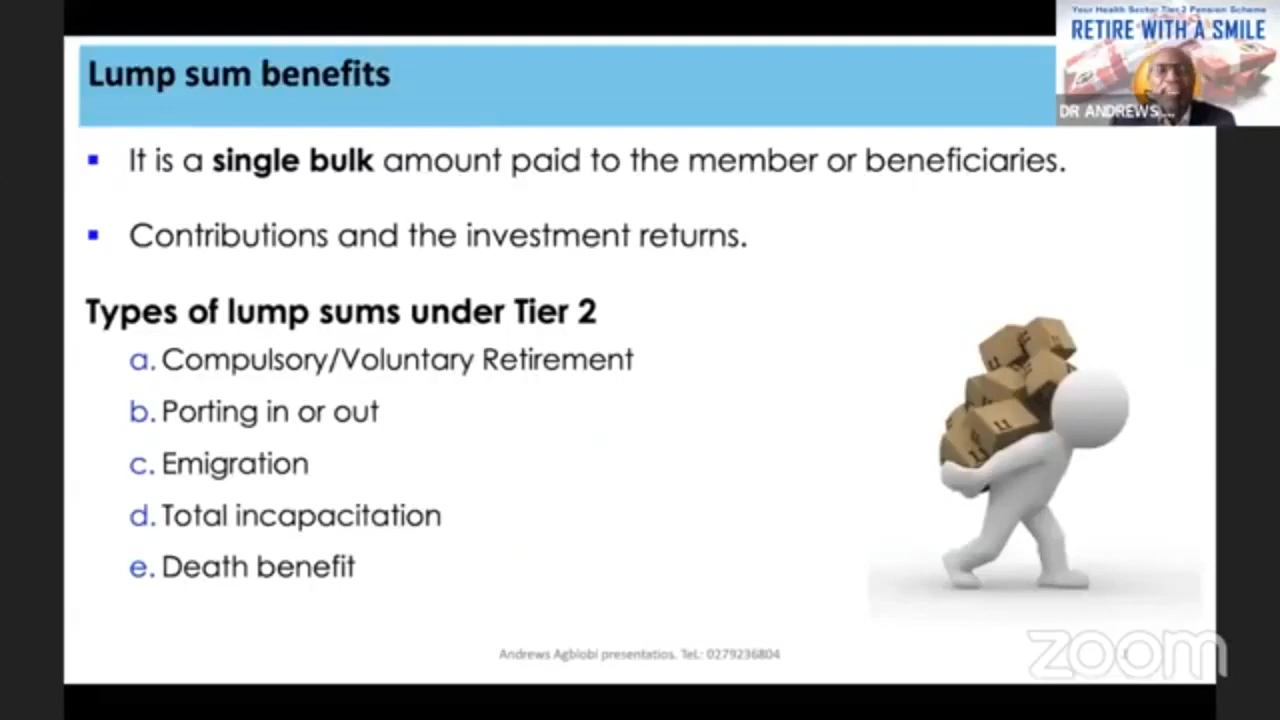 Your Health Sector Tier 2 Pension Scheme
RETIRE WITH A SMILE
DR ANDREWS ...
Lump sum benefits
It is a single bulk amount paid to the member or beneficiaries.
Contributions and the investment returns.
Types of lump sums under Tier 2
a. Compulsory/Voluntary Retirement
b. Porting in or out
c. Emigration
d. Total incapacitation
e. Death benefit
Andrews Agblobi presentatios. Tel.: 0279236804
zoom